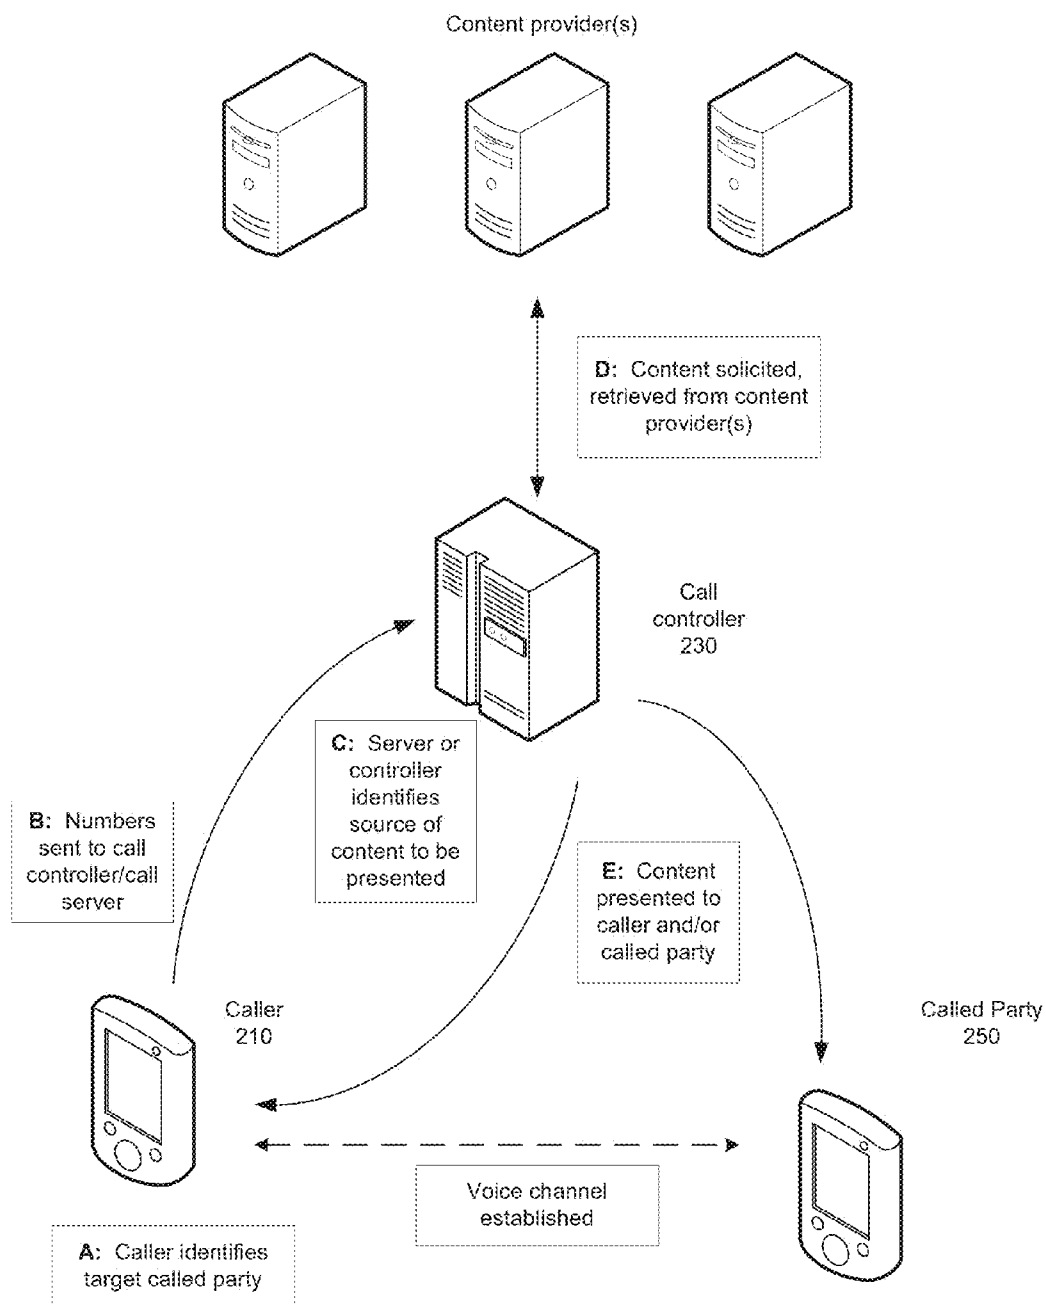 Content provider(s)
D: Content solicited,
retrieved from content
provider(s)
Call
controller
230
C: Server or
controller
identifies
source of
content to be
presented
B: Numbers
sent to call
controller/call
server
E: Content
presented to
caller and/or
called party
Caller
210
Called Party
250
Voice channel
established
A: Caller identifies
target called party